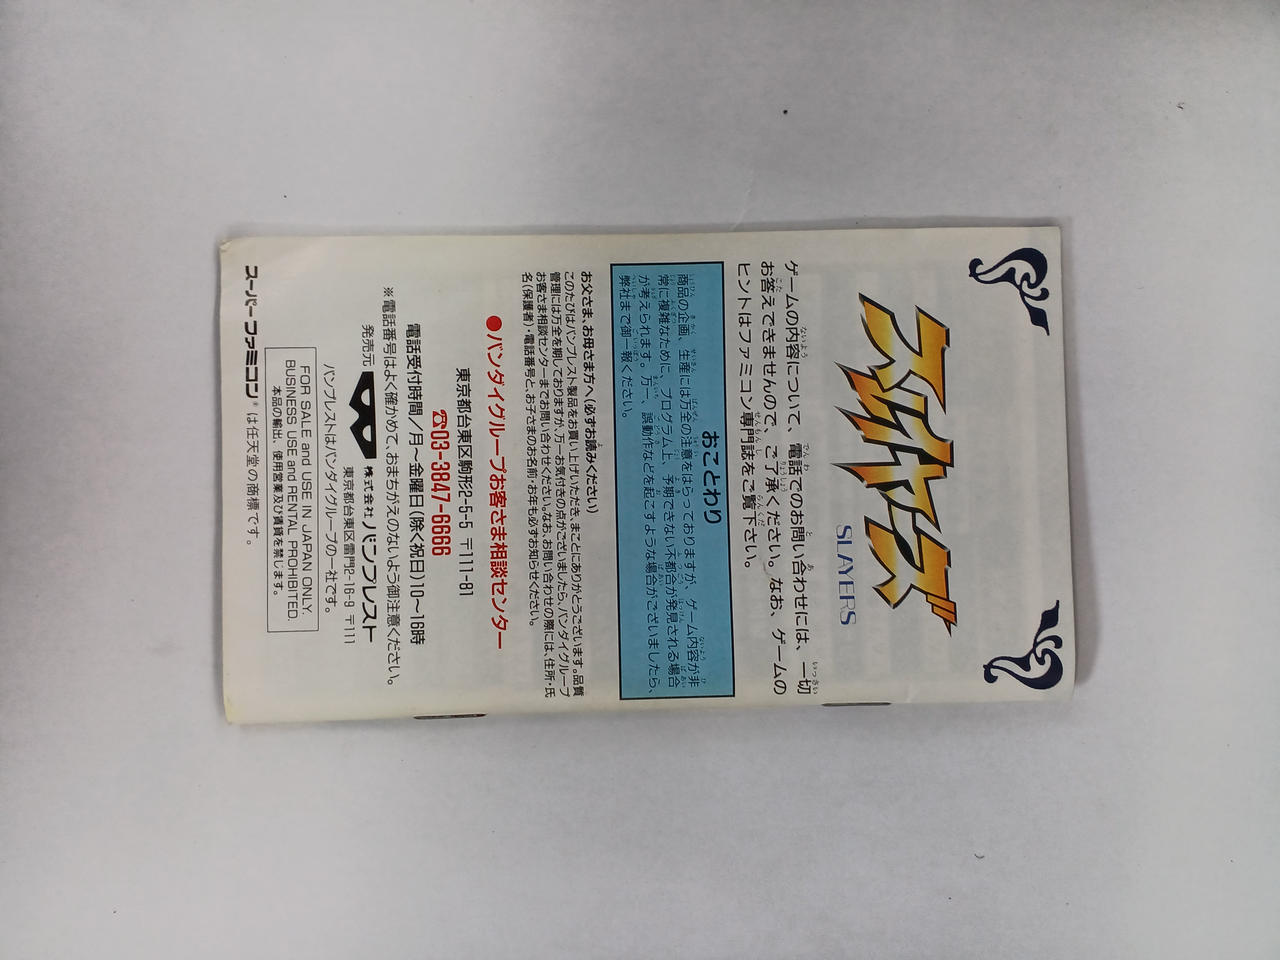 スレイヤーズ
SLAYERS
ゲームの内容について、電話でのお問い合わせには、一切
お答えできませんので、ご了承ください。なお、ゲームの
ヒントはファミコン専門誌をご覧下さい。
おことわり
商品の企画、生産には万全の注意をはらっておりますが、ゲーム内容が非
常に複雑なために、プログラム上、予期できない不都合が発見される場合
が考えられます。万一、誤動作などを起こすような場合がございましたら、
弊社まで御一報ください。
お父さま、お母さま方へ(必ずお読みください)
このたびはバンプレスト製品をお買い上げいただき、まことにありがとうございます。品質
管理には万全を期しておりますが、万一お気付きの点がございましたら、バンダイグループ
お客さま相談センターまでお問い合わせください。なお、お問い合わせの際には、住所・氏
名(保護者)・電話番号と、お子さまのお名前・お年も必ずお知らせください。
●バンダイグループお客さま相談センター
東京都台東区駒形2-5-5 〒111-81
☎03-3847-6666
電話受付時間/月〜金曜日(除く祝日)10〜16時
※電話番号はよく確かめて、おまちがえのないよう御注意ください。
発売元 株式会社バンプレスト
東京都台東区雷門2-16-9 〒111
バンプレストはバンダイグループの一社です。
FOR SALE and USE IN JAPAN ONLY.
BUSINESS USE and RENTAL PROHIBITED.
本品の輸出、使用営業及び賃貸を禁じます。
スーパーファミコン®は任天堂の商標です。